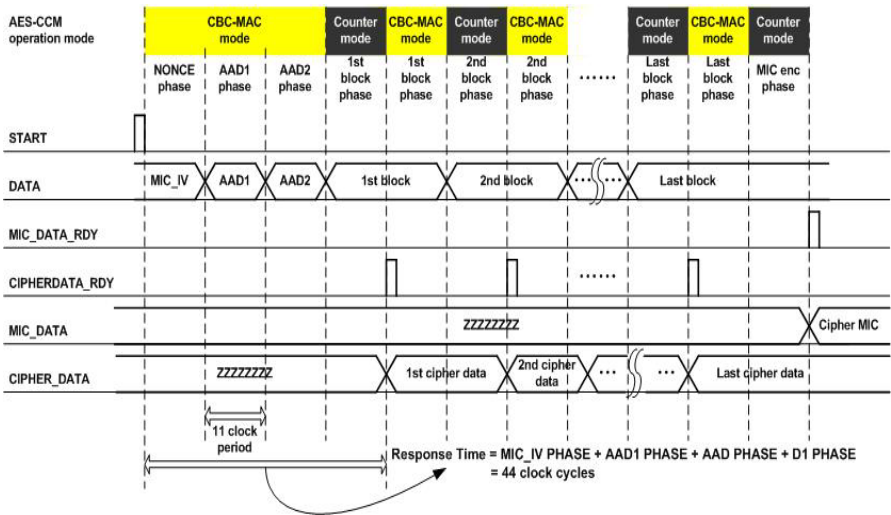 AES-CCM
operation mode
CBC-MAC
mode
Counter
mode
CBC-MAC
mode
Counter
mode
CBC-MAC
mode
Counter
mode
CBC-MAC
mode
Counter
mode
NONCE
phase
AAD1
phase
AAD2
phase
1st
block
phase
1st
block
phase
2nd
block
phase
2nd
block
phase
......
Last
block
phase
Last
block
phase
MIC enc
phase
START
DATA
MIC_IV
AAD1
AAD2
1st block
2nd block
... ...
Last block
MIC_DATA_RDY
CIPHERDATA_RDY
......
MIC_DATA
ZZZZZZZZ
Cipher MIC
CIPHER_DATA
ZZZZZZZZ
1st cipher data
2nd cipher
data
...
...
Last cipher data
11 clock
period
Response Time = MIC_IV PHASE + AAD1 PHASE + AAD PHASE + D1 PHASE
= 44 clock cycles